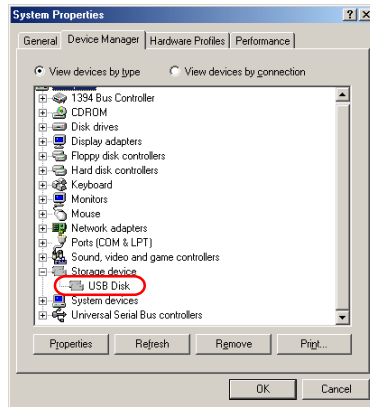 System Properties
General Device Manager Hardware Profiles Performance
View devices by type View devices by connection
1394 Bus Controller
CDROM
Disk drives
Display adapters
Floppy disk controllers
Hard disk controllers
Keyboard
Monitors
Mouse
Network adapters
Ports (COM & LPT)
Sound, video and game controllers
Storage device
USB Disk
System devices
Universal Serial Bus controllers
Properties Refresh Remove Print...
OK Cancel